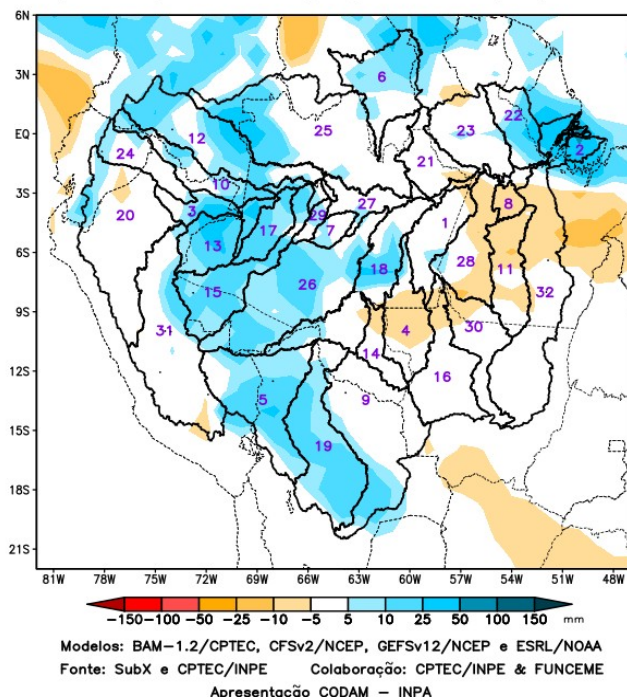 6N
3N
EQ
3S
6S
9S
12S
15S
18S
21S
6
12
25
23
22
2
24
21
10
20
3
29
27
8
17
7
1
13
18
28
11
15
26
32
31
4
30
14
16
5
9
19
81W 78W 75W 72W 69W 66W 63W 60W 57W 54W 51W 48W
-150 -100 -50 -25 -10 -5 5 10 25 50 100 150 mm
Modelos: BAM-1.2/CPTEC, CFSv2/NCEP, GEFSv12/NCEP e ESRL/NOAA
Fonte: SubX e CPTEC/INPE Colaboração: CPTEC/INPE & FUNCEME
Apresentação CODAM - INPA